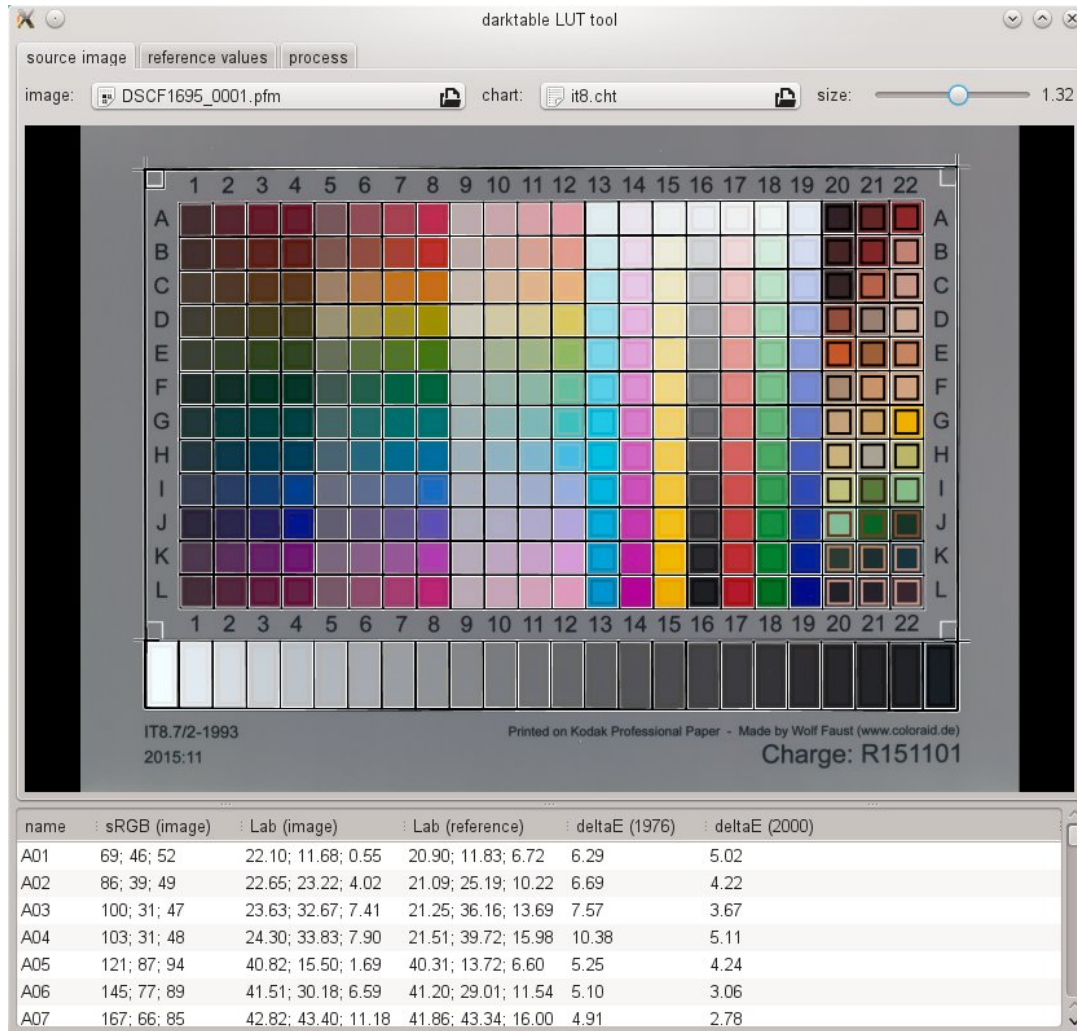 darktable LUT tool
source image reference values process
image: DSCF1695_0001.pfm chart: it8.cht size: 1.32
1 2 3 4 5 6 7 8 9 10 11 12 13 14 15 16 17 18 19 20 21 22
A A
B B
C C
D D
E E
F F
G G
H H
I I
J J
K K
L L
1 2 3 4 5 6 7 8 9 10 11 12 13 14 15 16 17 18 19 20 21 22
IT8.7/2-1993 Printed on Kodak Professional Paper - Made by Wolf Faust (www.coloraid.de)
2015:11 Charge: R151101
name sRGB (image) Lab (image) Lab (reference) deltaE (1976) deltaE (2000)
A01 69; 46; 52 22.10; 11.68; 0.55 20.90; 11.83; 6.72 6.29 5.02
A02 86; 39; 49 22.65; 23.22; 4.02 21.09; 25.19; 10.22 6.69 4.22
A03 100; 31; 47 23.63; 32.67; 7.41 21.25; 36.16; 13.69 7.57 3.67
A04 103; 31; 48 24.30; 33.83; 7.90 21.51; 39.72; 15.98 10.38 5.11
A05 121; 87; 94 40.82; 15.50; 1.69 40.31; 13.72; 6.60 5.25 4.24
A06 145; 77; 89 41.51; 30.18; 6.59 41.20; 29.01; 11.54 5.10 3.06
A07 167; 66; 85 42.82; 43.40; 11.18 41.86; 43.34; 16.00 4.91 2.78